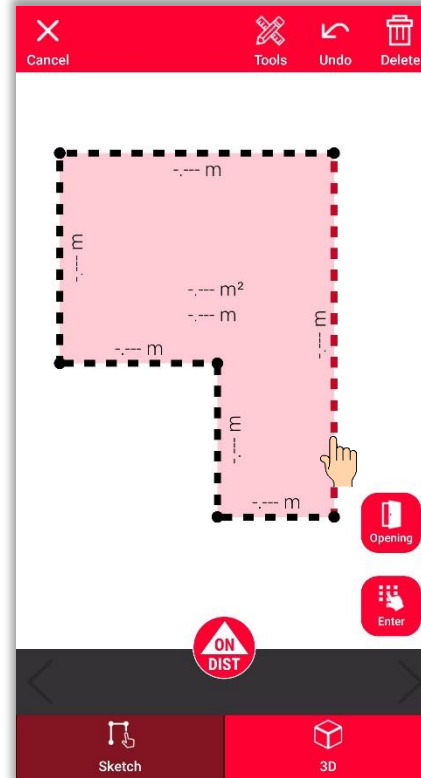 Cancel
Tools
Undo
Delete
-.--- m
-.--- m
-.--- m²
-.--- m
-.--- m
-.--- m
-.--- m
-.--- m
Opening
Enter
ON
DIST
Sketch
3D